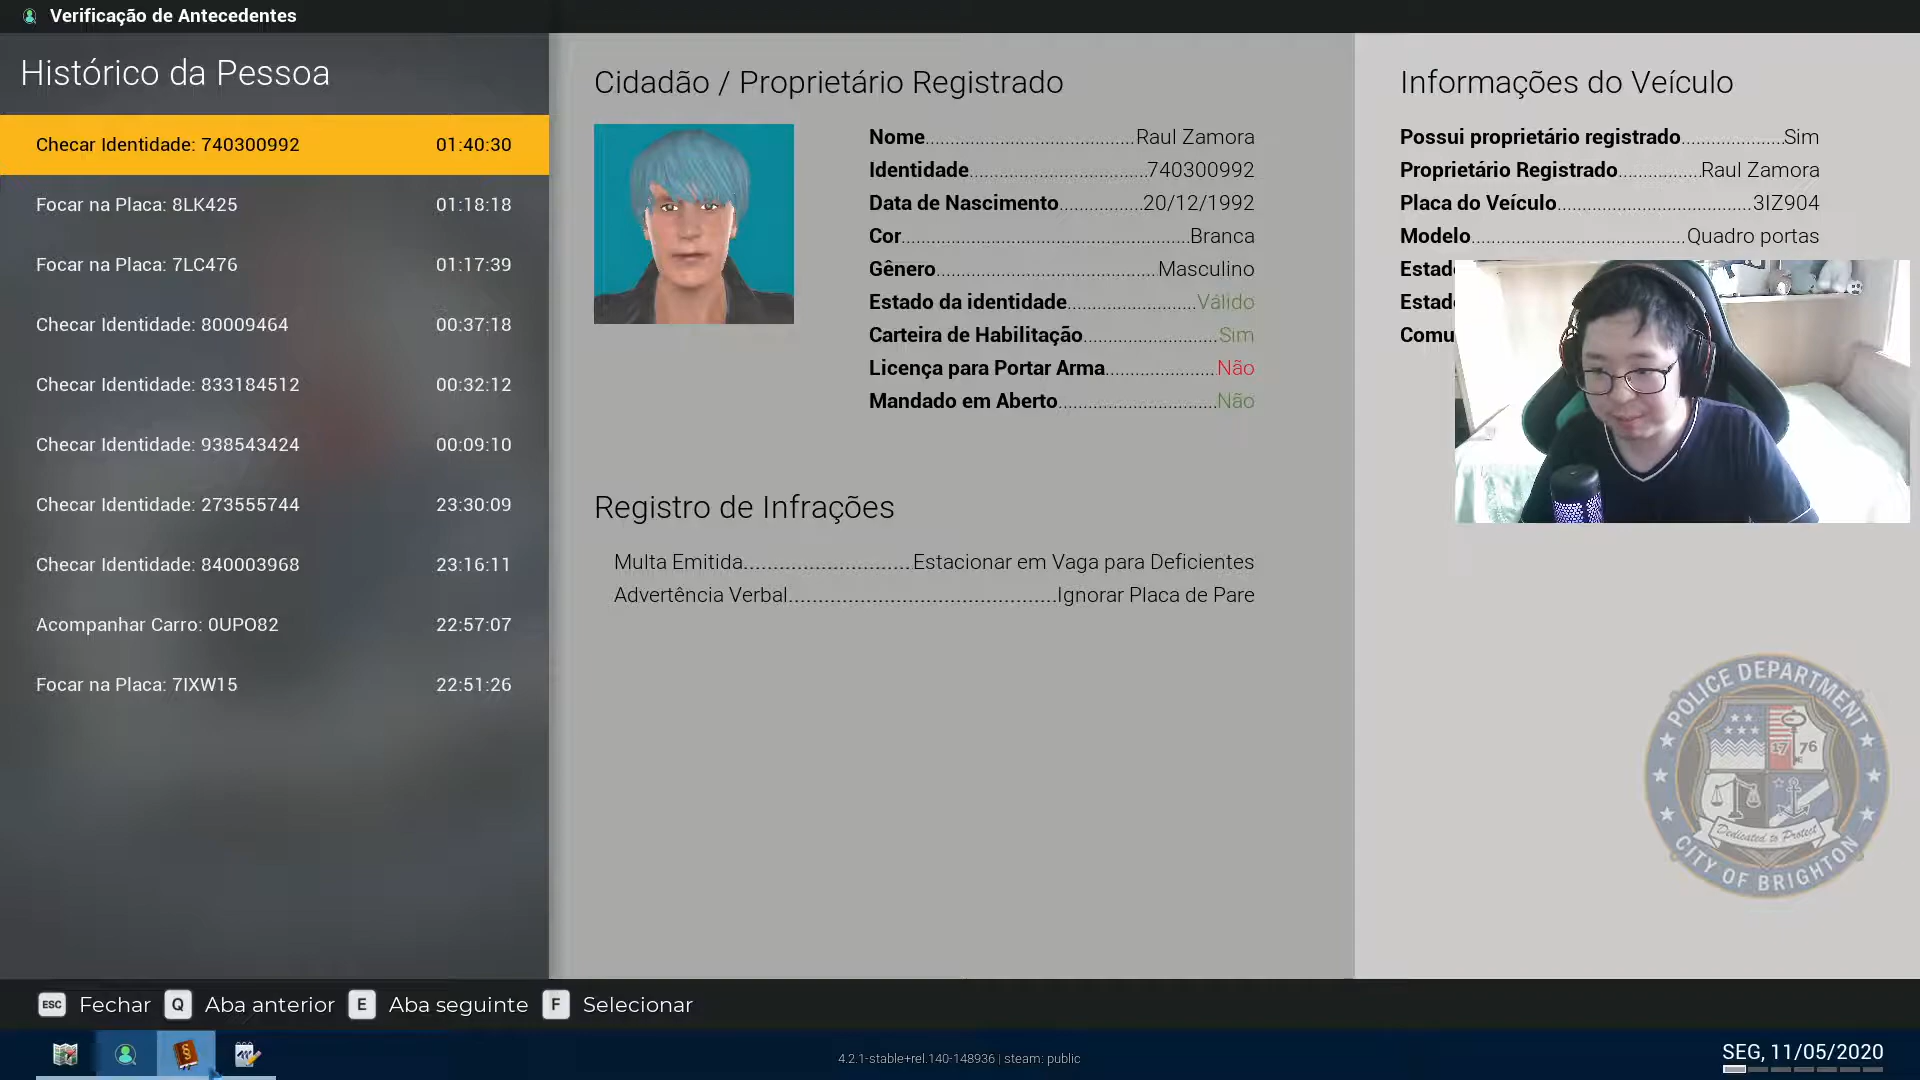 Verificação de Antecedentes
Histórico da Pessoa
Checar Identidade: 740300992 01:40:30
Focar na Placa: 8LK425 01:18:18
Focar na Placa: 7LC476 01:17:39
Checar Identidade: 80009464 00:37:18
Checar Identidade: 833184512 00:32:12
Checar Identidade: 938543424 00:09:10
Checar Identidade: 273555744 23:30:09
Checar Identidade: 840003968 23:16:11
Acompanhar Carro: 0UPO82 22:57:07
Focar na Placa: 7IXW15 22:51:26
Cidadão / Proprietário Registrado
Nome Raul Zamora
Identidade 740300992
Data de Nascimento 20/12/1992
Cor Branca
Gênero Masculino
Estado da identidade Válido
Carteira de Habilitação Sim
Licença para Portar Arma Não
Mandado em Aberto Não
Registro de Infrações
Multa Emitida Estacionar em Vaga para Deficientes
Advertência Verbal Ignorar Placa de Pare
Informações do Veículo
Possui proprietário registrado Sim
Proprietário Registrado Raul Zamora
Placa do Veículo 3IZ904
Modelo Quadro portas
Estad
Estad
Comu
POLICE DEPARTMENT
17 76
Dedicated to Protect
CITY OF BRIGHTON
ESC Fechar Q Aba anterior E Aba seguinte F Selecionar
4.2.1-stable+rel.140-148936 | steam: public
SEG, 11/05/2020